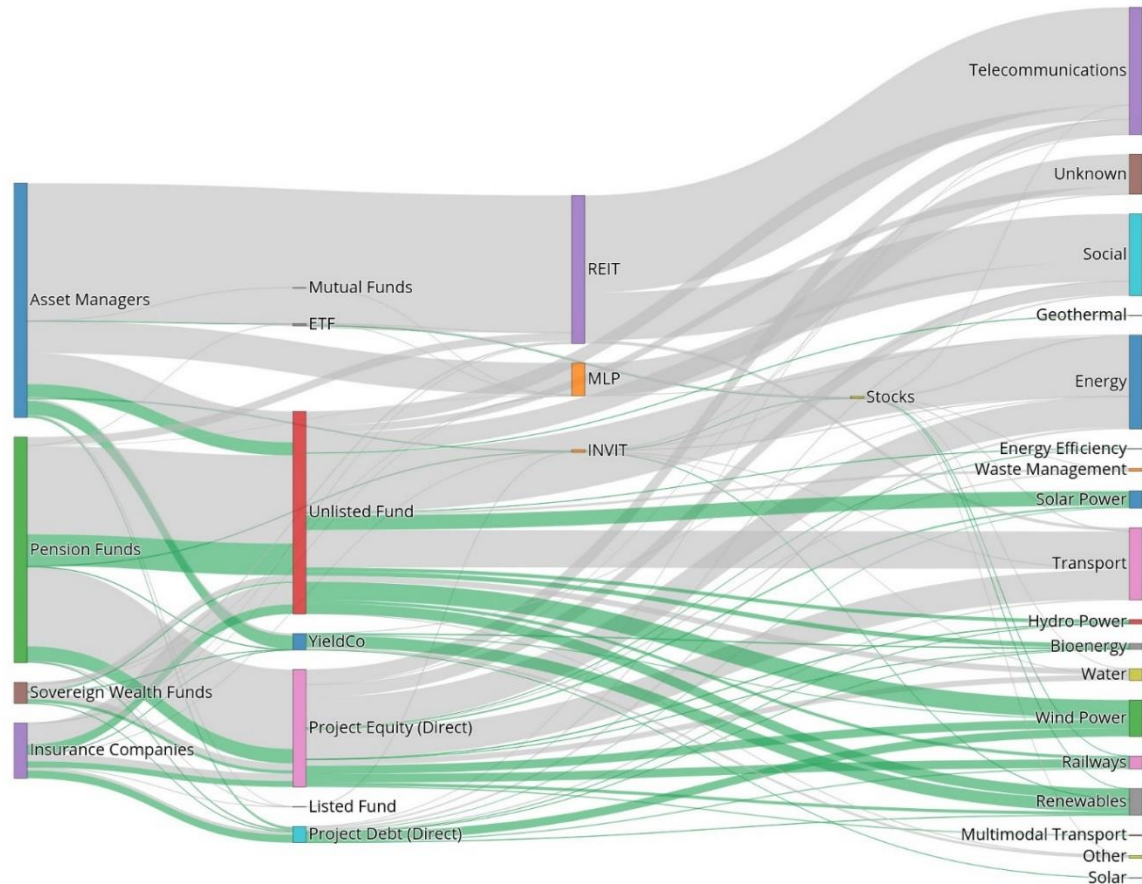 Asset Managers
Pension Funds
Sovereign Wealth Funds
Insurance Companies
Mutual Funds
ETF
Unlisted Fund
YieldCo
Project Equity (Direct)
Listed Fund
Project Debt (Direct)
REIT
MLP
INVIT
Stocks
Telecommunications
Unknown
Social
Geothermal
Energy
Energy Efficiency
Waste Management
Solar Power
Transport
Hydro Power
Bioenergy
Water
Wind Power
Railways
Renewables
Multimodal Transport
Other
Solar